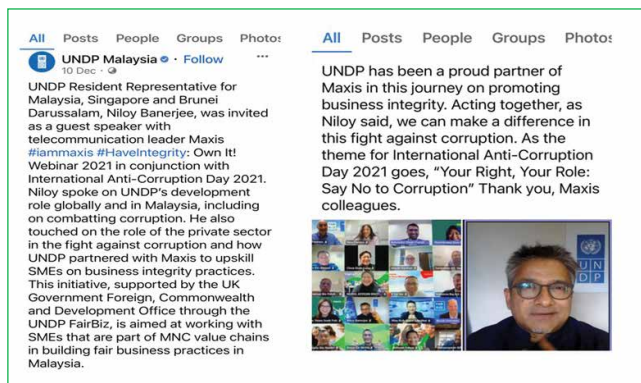 All Posts People Groups Photos
UNDP Malaysia · Follow ...
10 Dec ·
UNDP Resident Representative for
Malaysia, Singapore and Brunei
Darussalam, Niloy Banerjee, was invited
as a guest speaker with
telecommunication leader Maxis
#iammaxis #HaveIntegrity: Own It!
Webinar 2021 in conjunction with
International Anti-Corruption Day 2021.
Niloy spoke on UNDP's development
role globally and in Malaysia, including
on combatting corruption. He also
touched on the role of the private sector
in the fight against corruption and how
UNDP partnered with Maxis to upskill
SMEs on business integrity practices.
This initiative, supported by the UK
Government Foreign, Commonwealth
and Development Office through the
UNDP FairBiz, is aimed at working with
SMEs that are part of MNC value chains
in building fair business practices in
Malaysia.
All Posts People Groups Photos
UNDP has been a proud partner of
Maxis in this journey on promoting
business integrity. Acting together, as
Niloy said, we can make a difference in
this fight against corruption. As the
theme for International Anti-Corruption
Day 2021 goes, “Your Right, Your Role:
Say No to Corruption” Thank you, Maxis
colleagues.
U N
D P